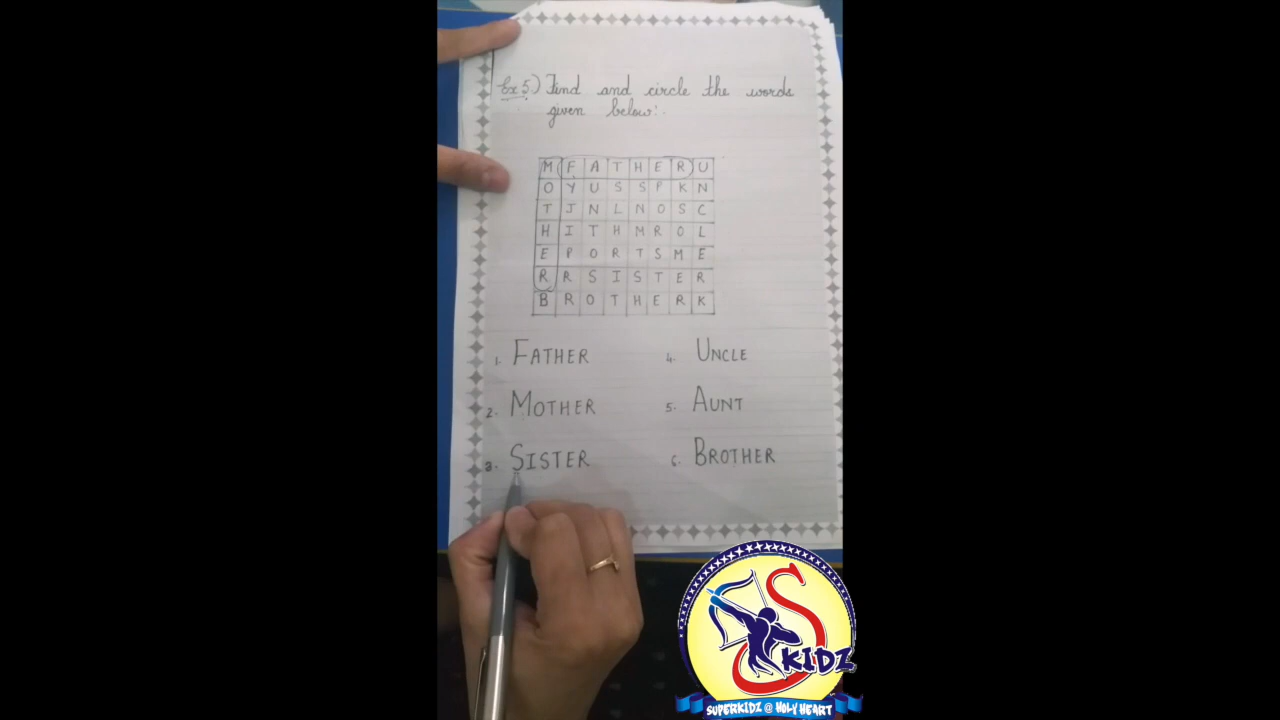 Ex 5.) Find and circle the words
given below:
M F A T H E R U
O Y U S S P K N
T J N L N O S C
H I T H M R O L
E P O R T S M E
R R S I S T E R
B R O T H E R K
1. FATHER 4. UNCLE
2. MOTHER 5. AUNT
3. SISTER 6. BROTHER
S KIDZ
SUPERKIDZ @ HOLY HEART